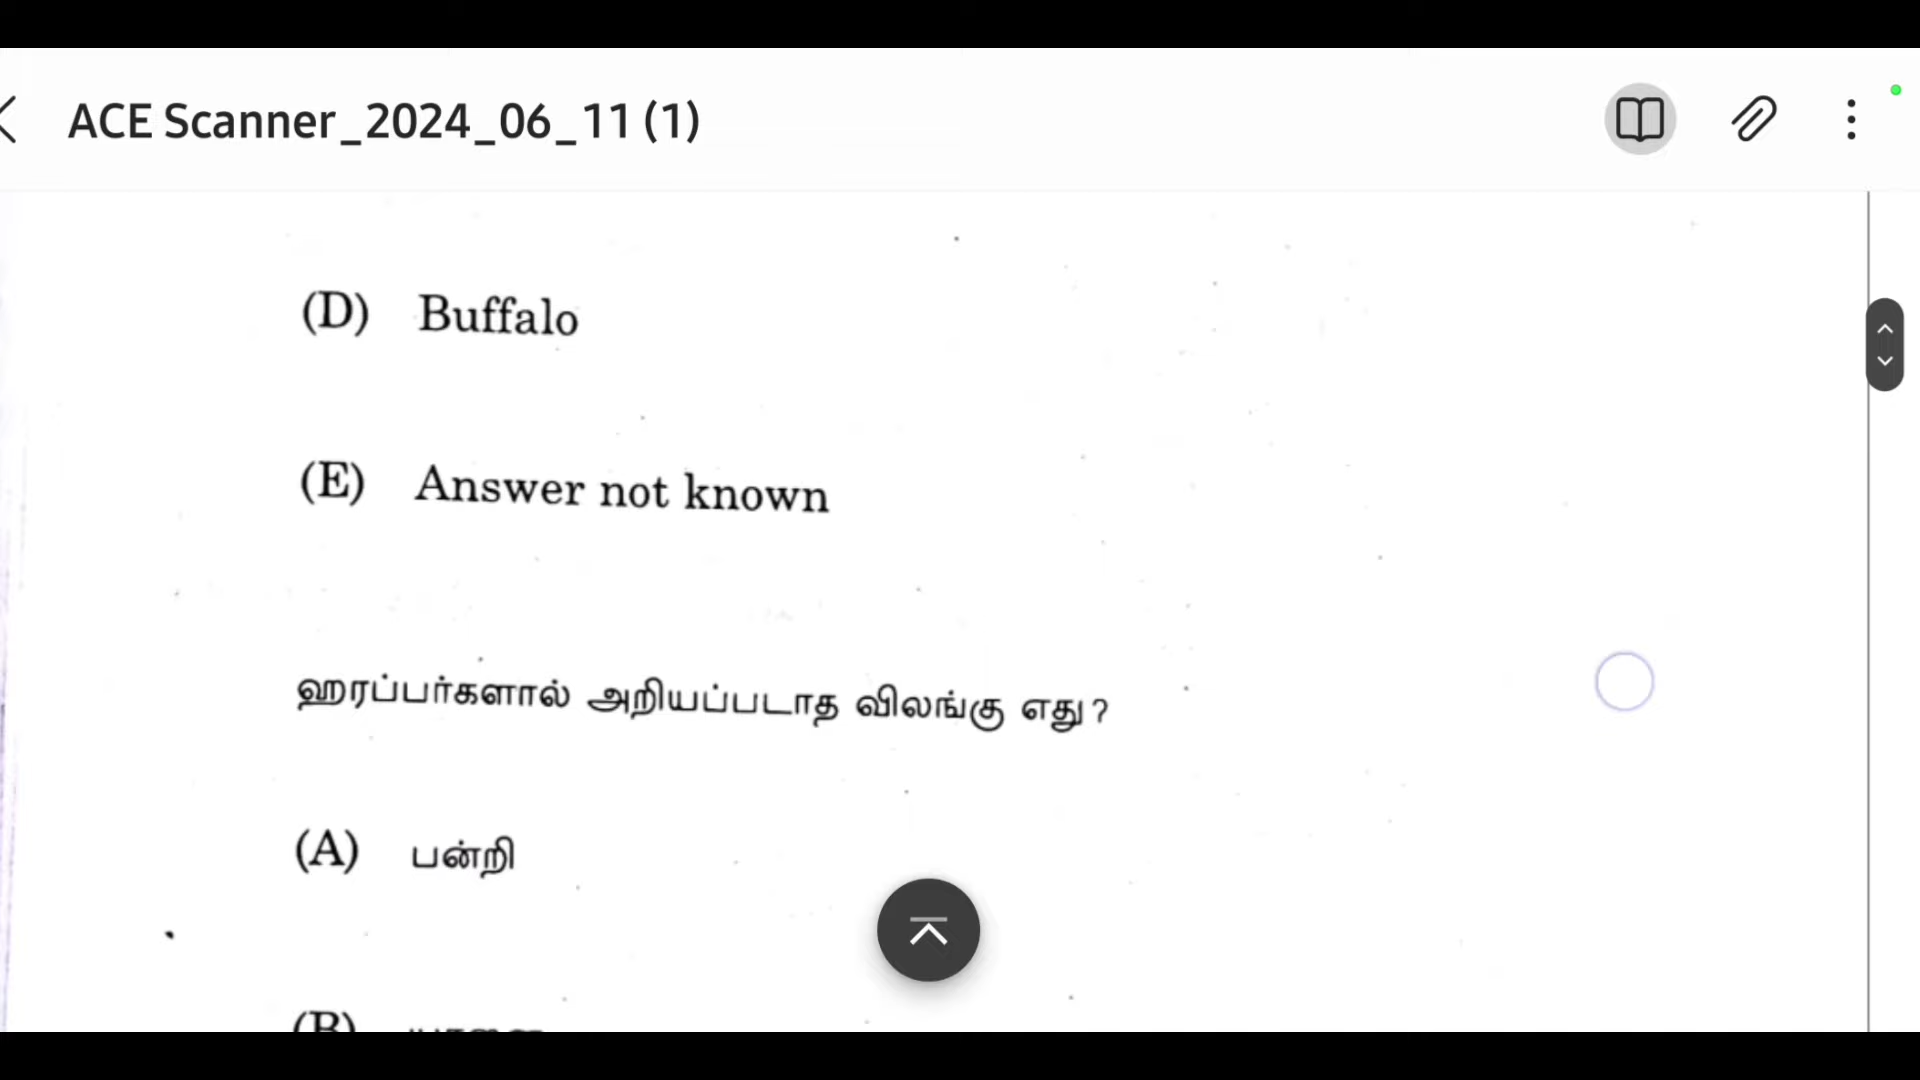 ACE Scanner_2024_06_11 (1)
(D) Buffalo
(E) Answer not known
ஹரப்பர்களால் அறியப்படாத விலங்கு எது?
(A) பன்றி
(B)